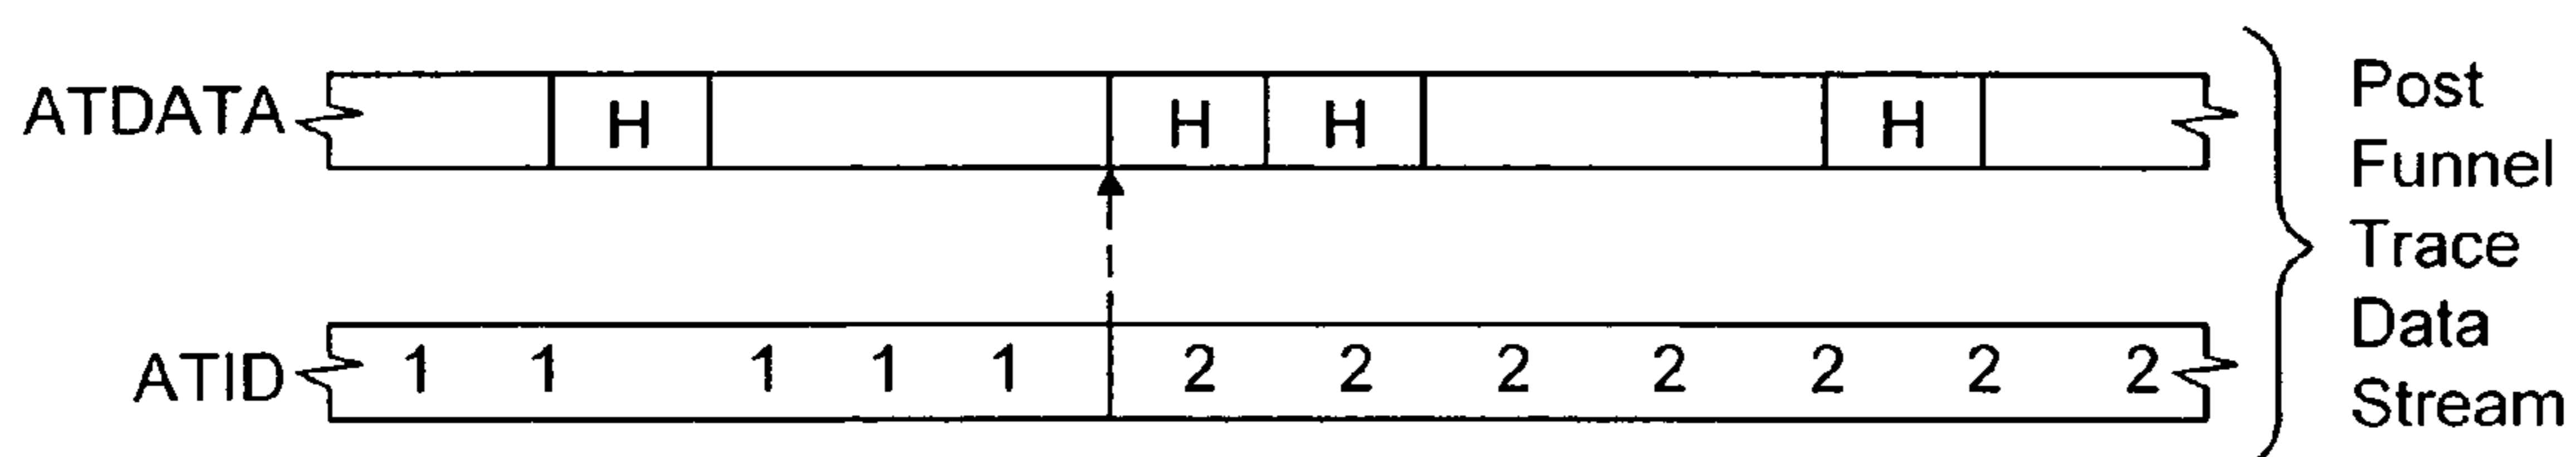 ATDATA H H H H
ATID 1 1 1 1 1 2 2 2 2 2 2 2
Post
Funnel
Trace
Data
Stream